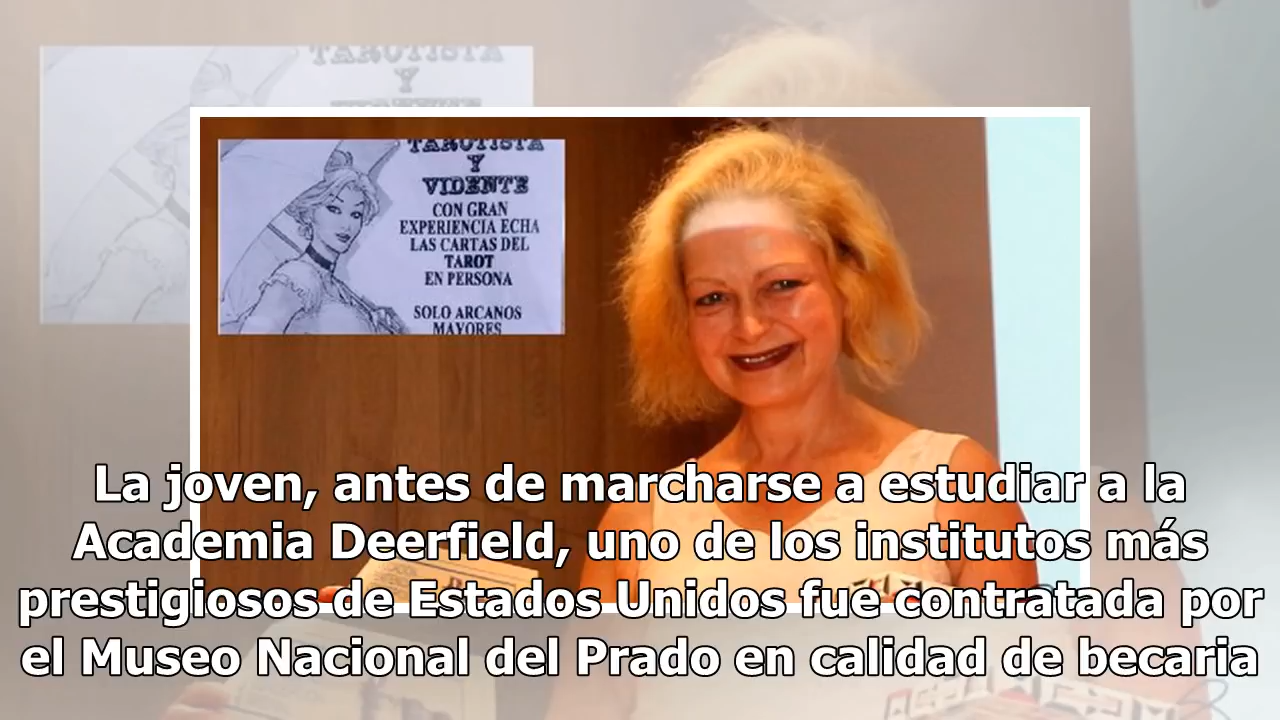 TAROTISTA
Y
VIDENTE
TAROTISTA
Y
VIDENTE
CON GRAN
EXPERIENCIA ECHA
LAS CARTAS DEL
TAROT
EN PERSONA
SOLO ARCANOS
MAYORES
La joven, antes de marcharse a estudiar a la
Academia Deerfield, uno de los institutos más
prestigiosos de Estados Unidos fue contratada por
el Museo Nacional del Prado en calidad de becaria